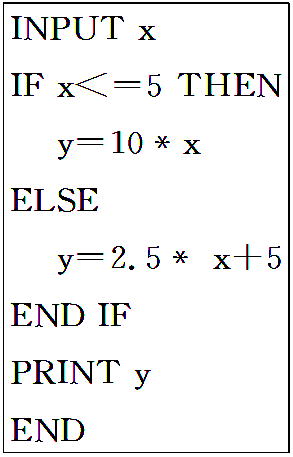 INPUT x
IF x<=5 THEN
y=10 * x
ELSE
y=2.5 * x+5
END IF
PRINT y
END